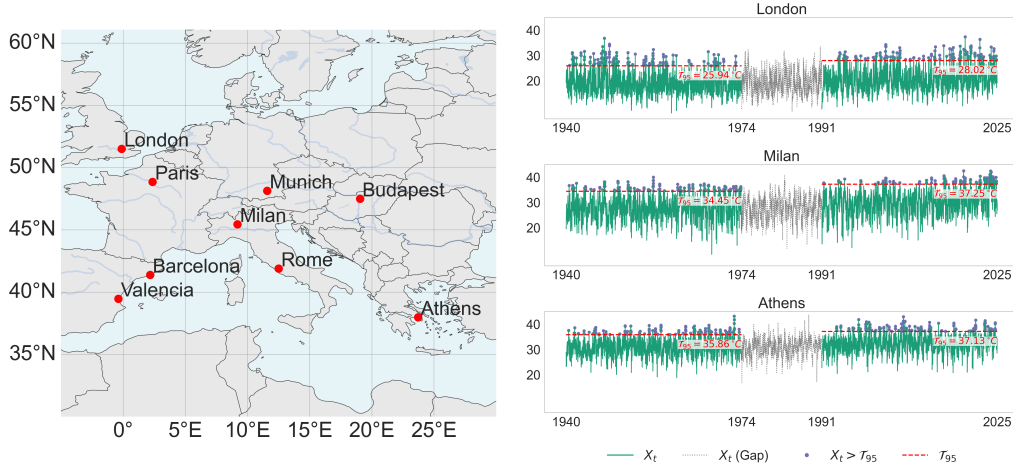 60°N
55°N
50°N
45°N
40°N
35°N
0°
5°E
10°E
15°E
20°E
25°E
London
Paris
Munich
Budapest
Milan
Rome
Barcelona
Valencia
Athens
London
40
30
20
T₉₅ = 25.94 °C
T₉₅ = 28.02 °C
1940
1974
1991
2025
Milan
40
30
20
T₉₅ = 34.45 °C
T₉₅ = 37.25 °C
1940
1974
1991
2025
Athens
40
30
20
T₉₅ = 35.86 °C
T₉₅ = 37.13 °C
1940
1974
1991
2025
Xₜ
Xₜ (Gap)
Xₜ > T₉₅
T₉₅